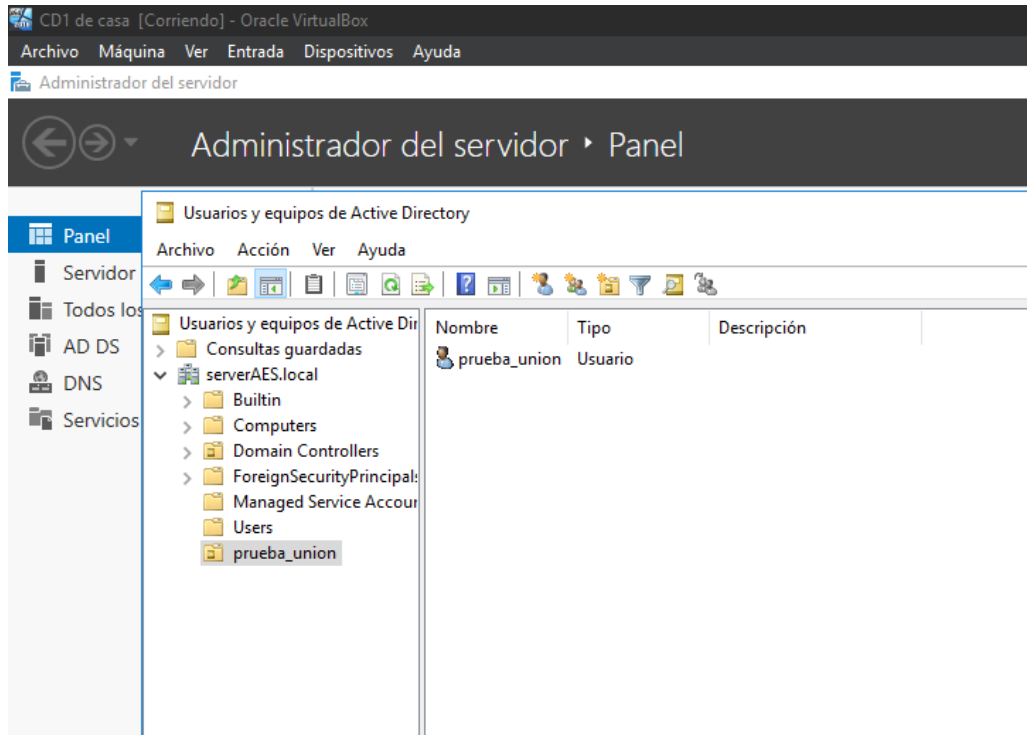 CD1 de casa [Corriendo] - Oracle VirtualBox
Archivo Máquina Ver Entrada Dispositivos Ayuda
Administrador del servidor
Administrador del servidor ‣ Panel
Panel
Servidor
Todos los
AD DS
DNS
Servicios
Usuarios y equipos de Active Directory
Archivo Acción Ver Ayuda
Usuarios y equipos de Active Dir
Consultas guardadas
serverAES.local
Builtin
Computers
Domain Controllers
ForeignSecurityPrincipals
Managed Service Accour
Users
prueba_union
Nombre Tipo Descripción
prueba_union Usuario